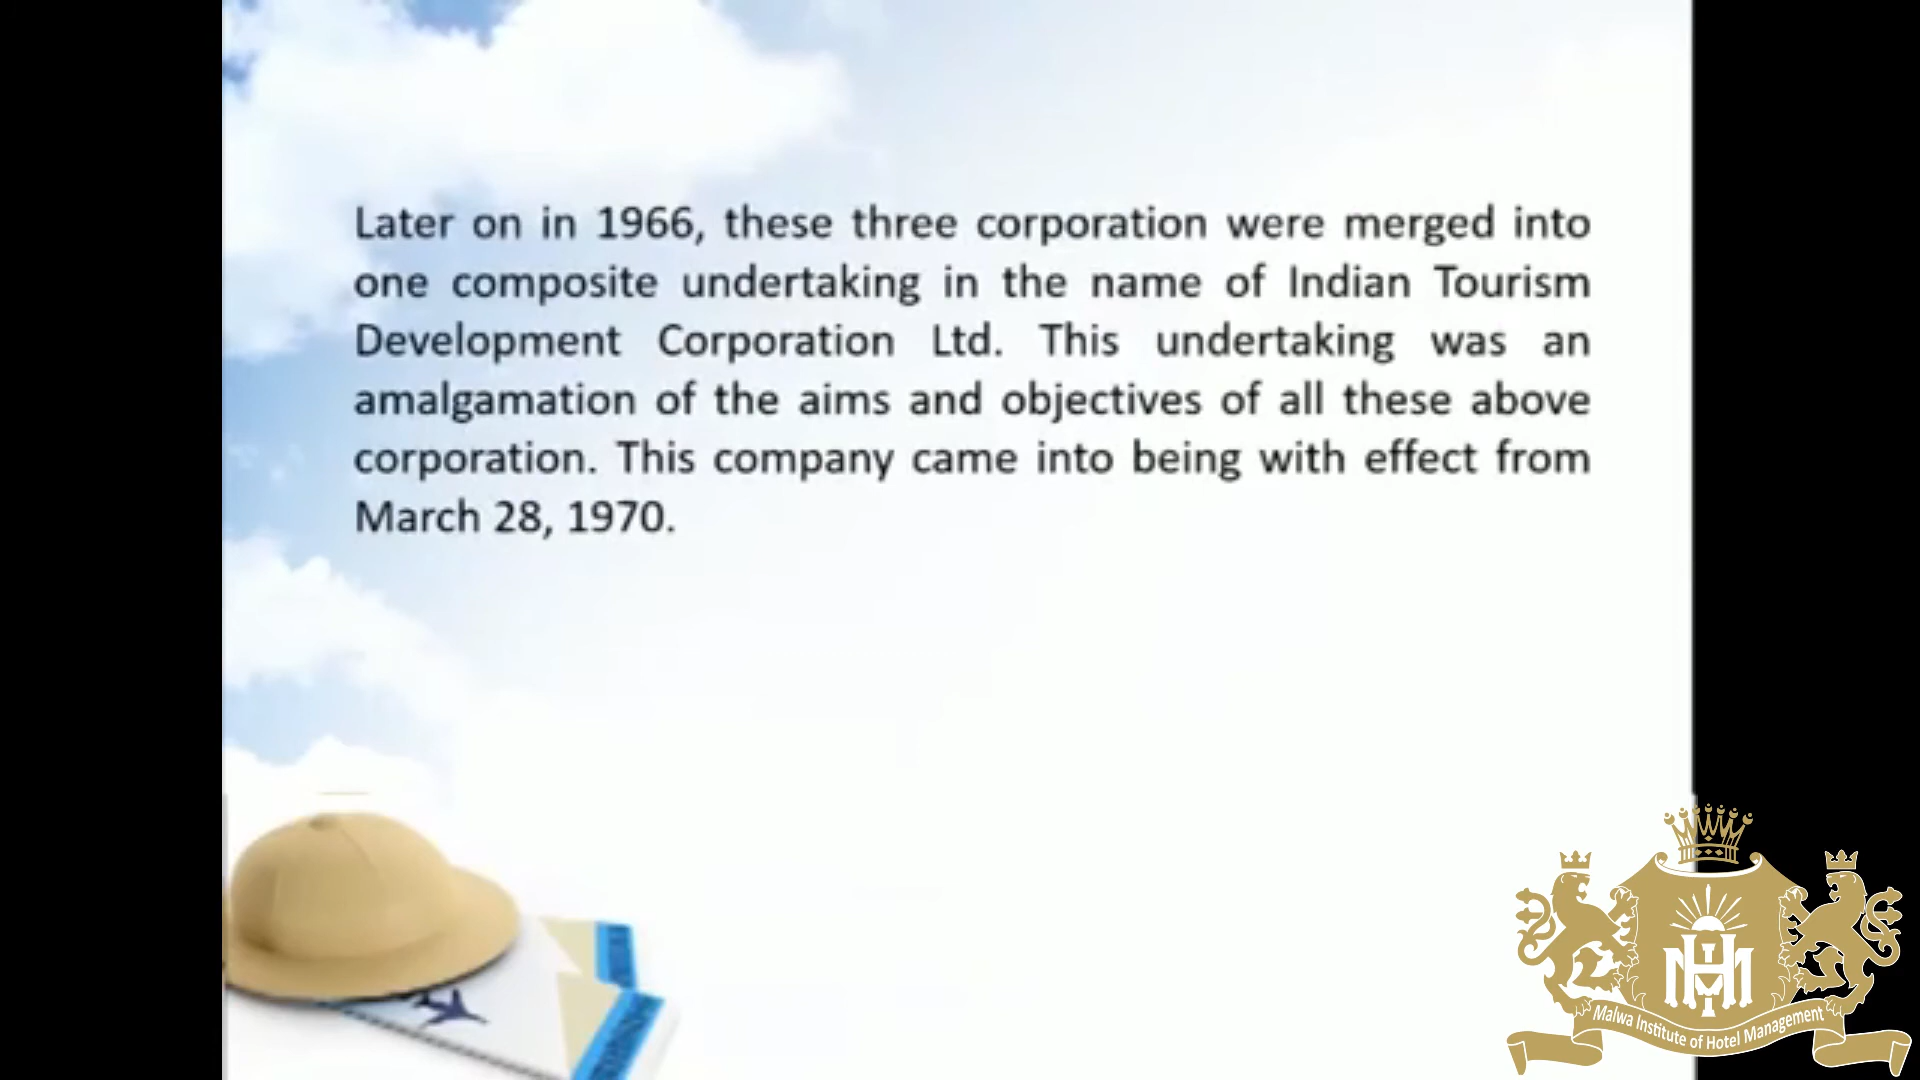 Later on in 1966, these three corporation were merged into
one composite undertaking in the name of Indian Tourism
Development Corporation Ltd. This undertaking was an
amalgamation of the aims and objectives of all these above
corporation. This company came into being with effect from
March 28, 1970.
Malwa Institute of Hotel Management